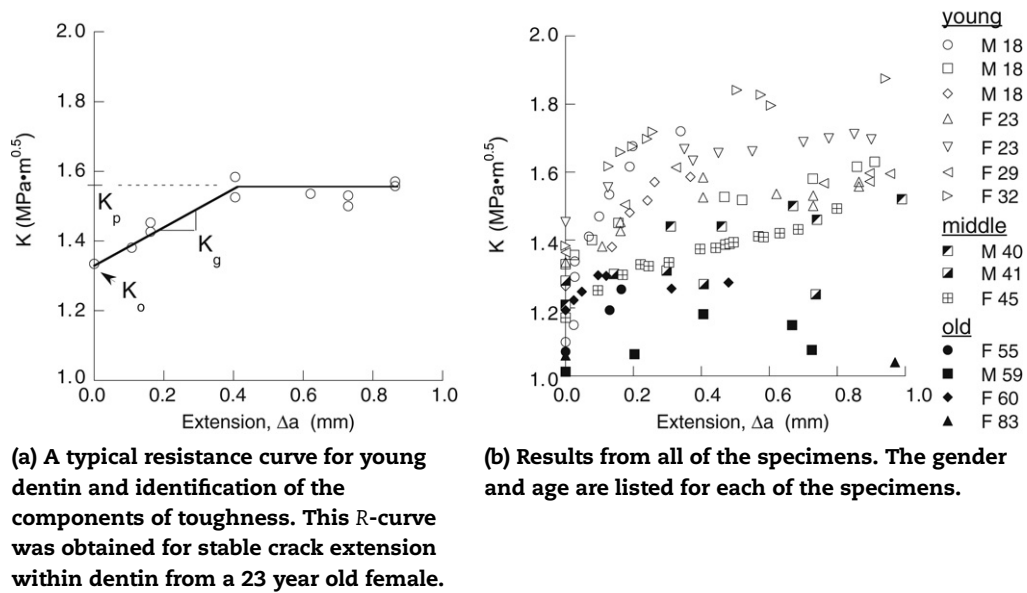 2.0
1.8
1.6
1.4
1.2
1.0
K (MPa•m0.5)
Kp
Kg
Ko
0.0 0.2 0.4 0.6 0.8 1.0
Extension, Δa (mm)
(a) A typical resistance curve for young
dentin and identification of the
components of toughness. This R-curve
was obtained for stable crack extension
within dentin from a 23 year old female.
2.0
1.8
1.6
1.4
1.2
1.0
K (MPa•m0.5)
0.0 0.2 0.4 0.6 0.8 1.0
Extension, Δa (mm)
young
M 18
M 18
M 18
F 23
F 23
F 29
F 32
middle
M 40
M 41
F 45
old
F 55
M 59
F 60
F 83
(b) Results from all of the specimens. The gender
and age are listed for each of the specimens.